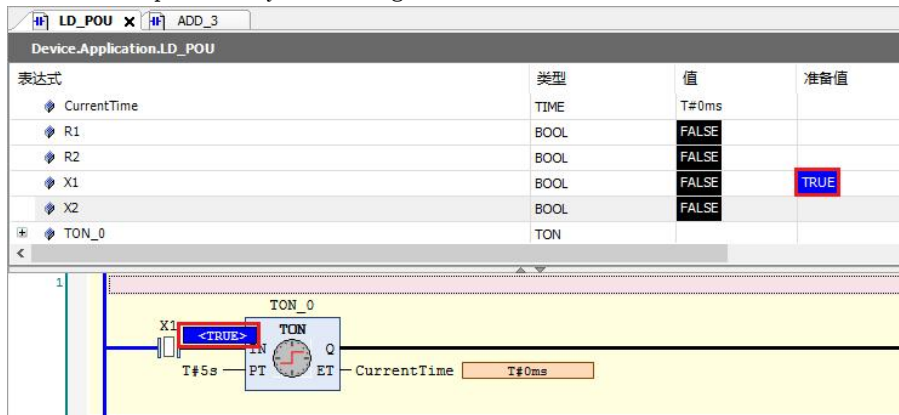 LD_POU ADD_3
Device.Application.LD_POU
表达式 类型 值 准备值
CurrentTime TIME T#0ms
R1 BOOL FALSE
R2 BOOL FALSE
X1 BOOL FALSE TRUE
X2 BOOL FALSE
TON_0 TON
1
TON_0
X1 <TRUE> TON
IN Q
T#5s PT ET CurrentTime T#0ms